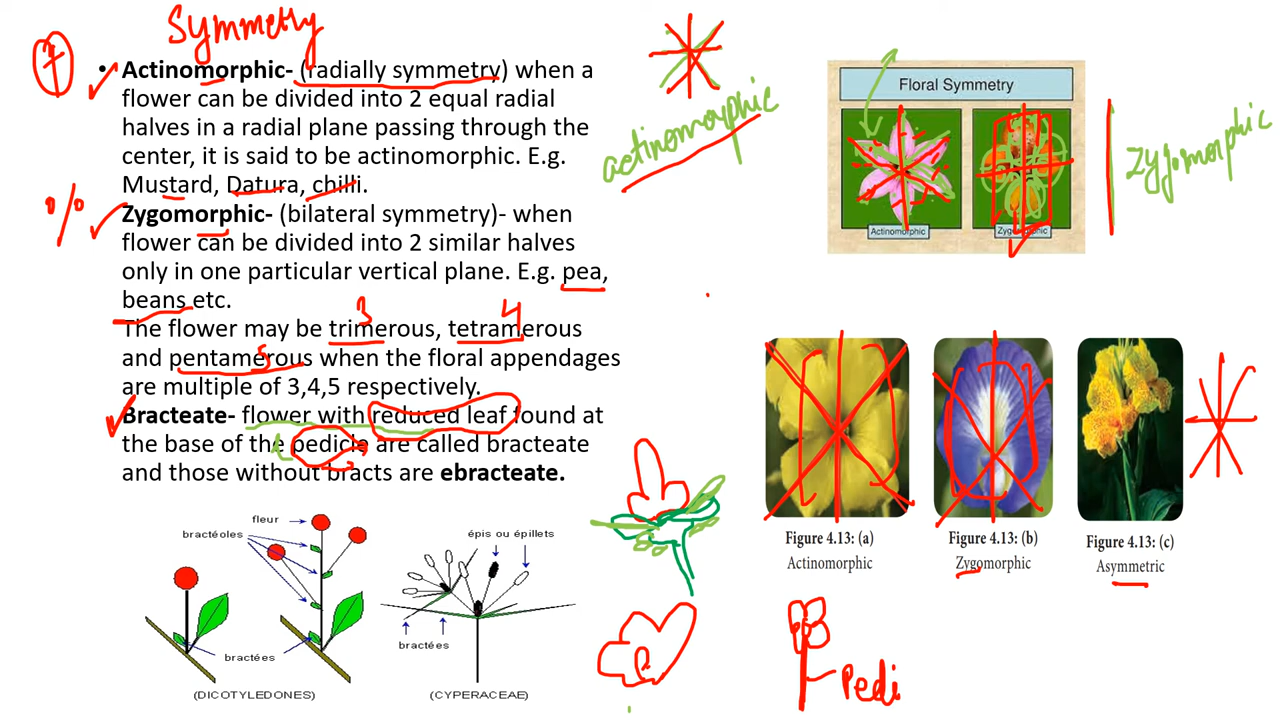 Symmetry
• Actinomorphic- (radially symmetry) when a
flower can be divided into 2 equal radial
halves in a radial plane passing through the
center, it is said to be actinomorphic. E.g.
Mustard, Datura, chilli.
Zygomorphic- (bilateral symmetry)- when
flower can be divided into 2 similar halves
only in one particular vertical plane. E.g. pea,
beans etc.
3 4
The flower may be trimerous, tetramerous
5
and pentamerous when the floral appendages
are multiple of 3,4,5 respectively.
Bracteate- flower with reduced leaf found at
the base of the pedicle are called bracteate
and those without bracts are ebracteate.
actinomorphic
Floral Symmetry
Actinomorphic
Zygomorphic
Zygomorphic
Figure 4.13: (a)
Actinomorphic
Figure 4.13: (b)
Zygomorphic
Figure 4.13: (c)
Asymmetric
fleur
bractéoles
bractées
(DICOTYLEDONES)
épis ou épillets
bractées
(CYPERACEAE)
Pedi